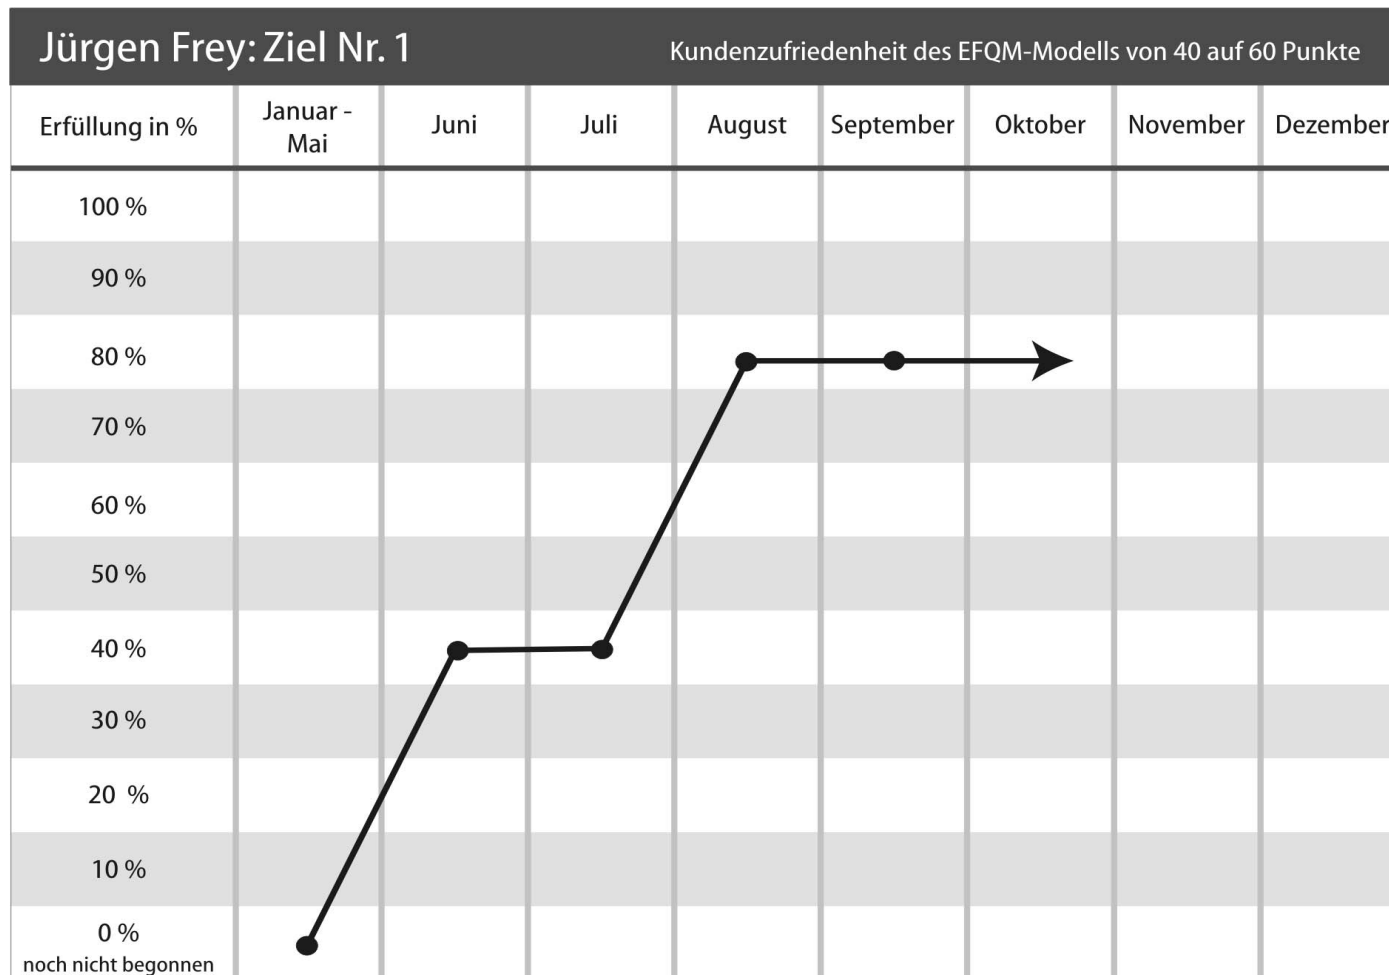 Jürgen Frey: Ziel Nr. 1
Kundenzufriedenheit des EFQM-Modells von 40 auf 60 Punkte
Erfüllung in %
Januar -
Mai
Juni
Juli
August
September
Oktober
November
Dezember
100 %
90 %
80 %
70 %
60 %
50 %
40 %
30 %
20 %
10 %
0 %
noch nicht begonnen